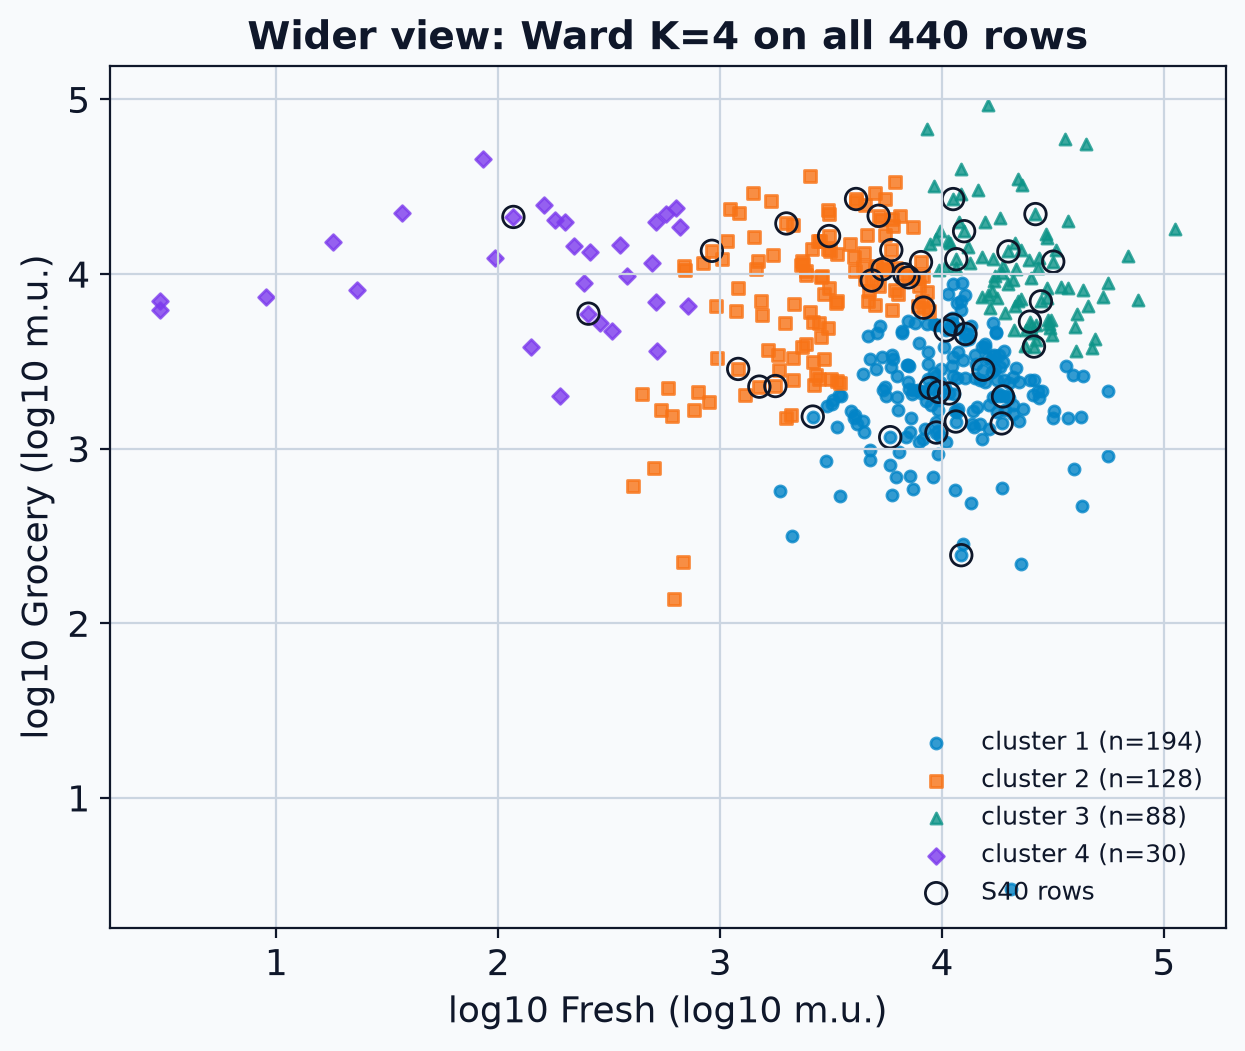 Wider view: Ward K=4 on all 440 rows
5
4
3
2
1
log10 Grocery (log10 m.u.)
cluster 1 (n=194)
cluster 2 (n=128)
cluster 3 (n=88)
cluster 4 (n=30)
S40 rows
1 2 3 4 5
log10 Fresh (log10 m.u.)